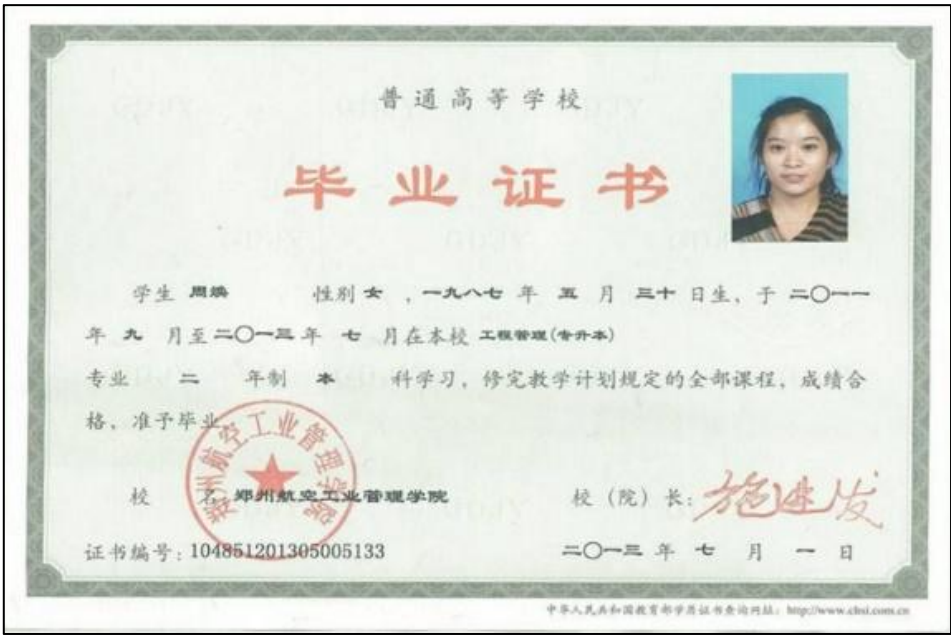 普通高等学校
毕业证书
学生 周焕 性别 女 ，一九八七 年 五 月 三十 日生、于 二〇一一
年 九 月至 二〇一三 年 七 月在本校 工程管理(专升本)
专业 二 年制 本 科学习，修完教学计划规定的全部课程，成绩合
格，准予毕业。
郑州航空工业管理学院
校 名 郑州航空工业管理学院 校（院）长：施进发
证书编号：104851201305005133 二〇一三 年 七 月 一 日
中华人民共和国教育部学历证书查询网址：http://www.chsi.com.cn